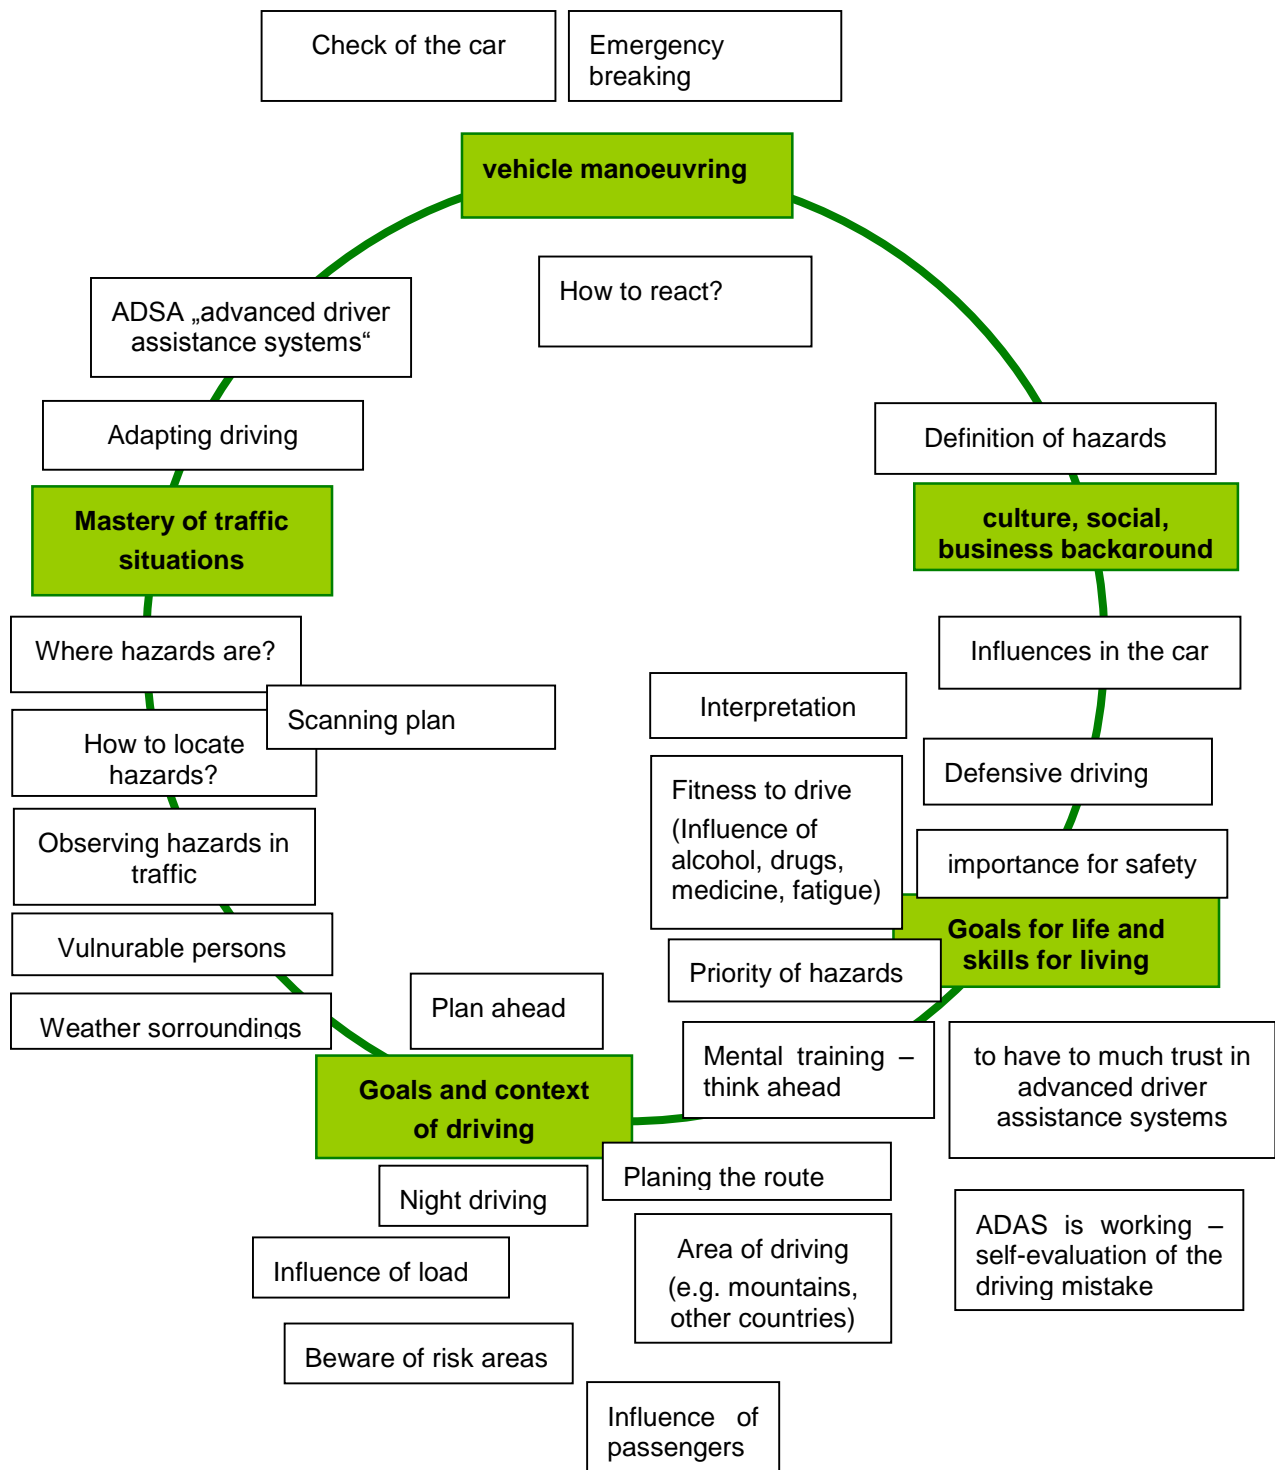 Check of the car
Emergency
breaking
vehicle manoeuvring
How to react?
ADSA „advanced driver
assistance systems“
Adapting driving
Mastery of traffic
situations
Definition of hazards
culture, social,
business background
Where hazards are?
Scanning plan
How to locate
hazards?
Observing hazards in
traffic
Vulnurable persons
Weather sorroundings
Influences in the car
Interpretation
Defensive driving
Fitness to drive
(Influence of
alcohol, drugs,
medicine, fatigue)
importance for safety
Goals for life and
skills for living
Priority of hazards
Plan ahead
Mental training –
think ahead
to have to much trust in
advanced driver
assistance systems
Goals and context
of driving
Planing the route
Night driving
Area of driving
(e.g. mountains,
other countries)
ADAS is working –
self-evaluation of the
driving mistake
Influence of load
Beware of risk areas
Influence of
passengers